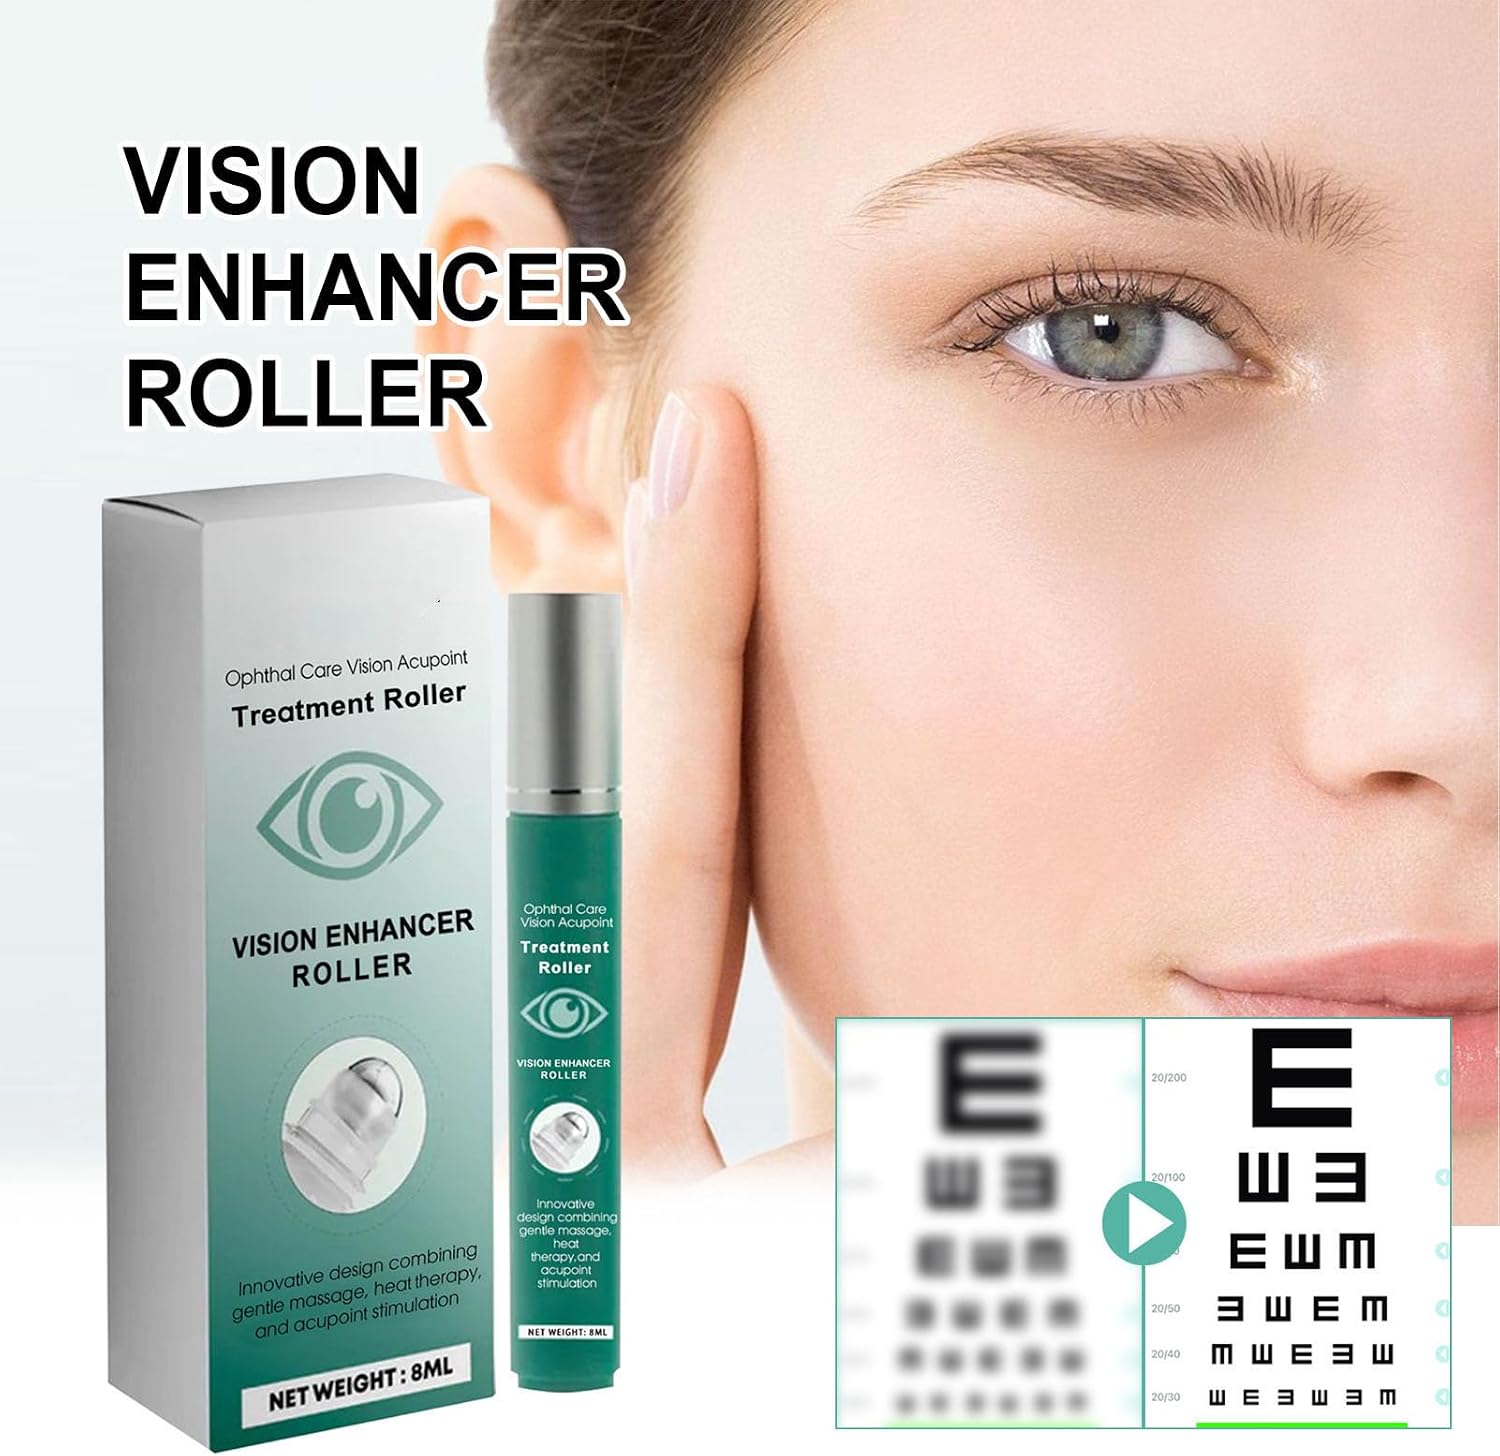 VISION
ENHANCER
ROLLER
Ophthal Care Vision Acupoint
Treatment Roller
VISION ENHANCER
ROLLER
Innovative design combining
gentle massage, heat therapy,
and acupoint stimulation
NET WEIGHT : 8ML
Ophthal Care
Vision Acupoint
Treatment
Roller
VISION ENHANCER
ROLLER
Innovative
design combining
gentle massage,
heat
therapy,and
acupoint
stimulation
NET WEIGHT: 8ML
E
20/200
E
20/100
20/50
20/40
20/30